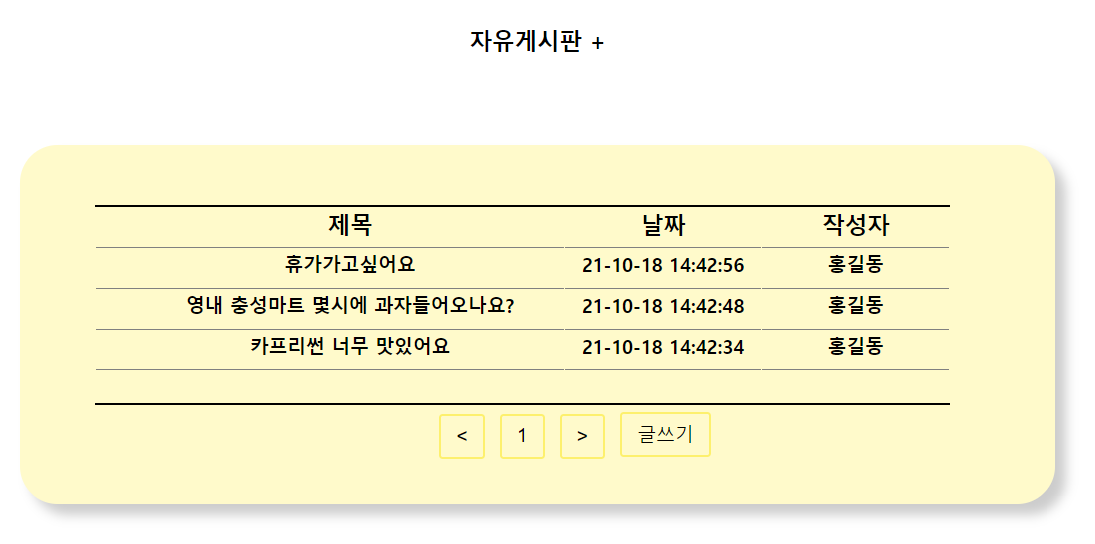 자유게시판 +
제목 날짜 작성자
휴가가고싶어요 21-10-18 14:42:56 홍길동
영내 충성마트 몇시에 과자들어오나요? 21-10-18 14:42:48 홍길동
카프리썬 너무 맛있어요 21-10-18 14:42:34 홍길동
< 1 > 글쓰기